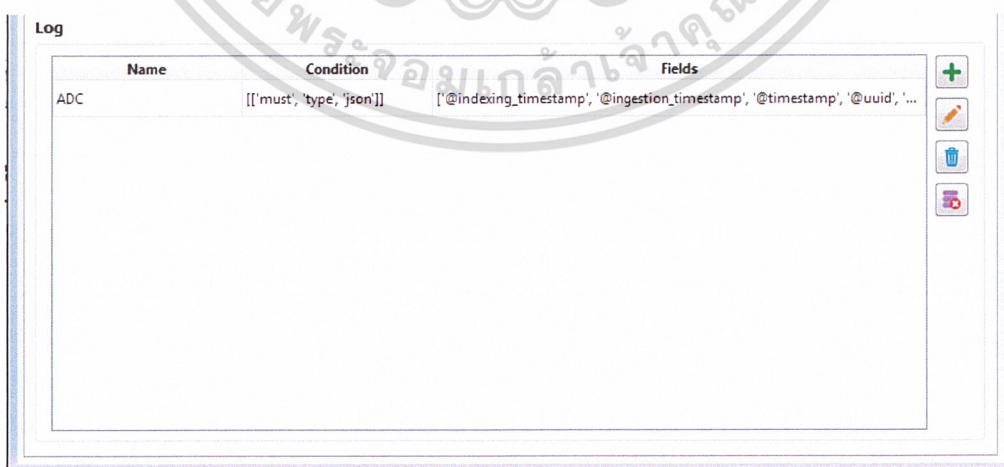 Log
Name Condition Fields
ADC [['must', 'type', 'json']] ['@indexing_timestamp', '@ingestion_timestamp', '@timestamp', '@uuid', '...